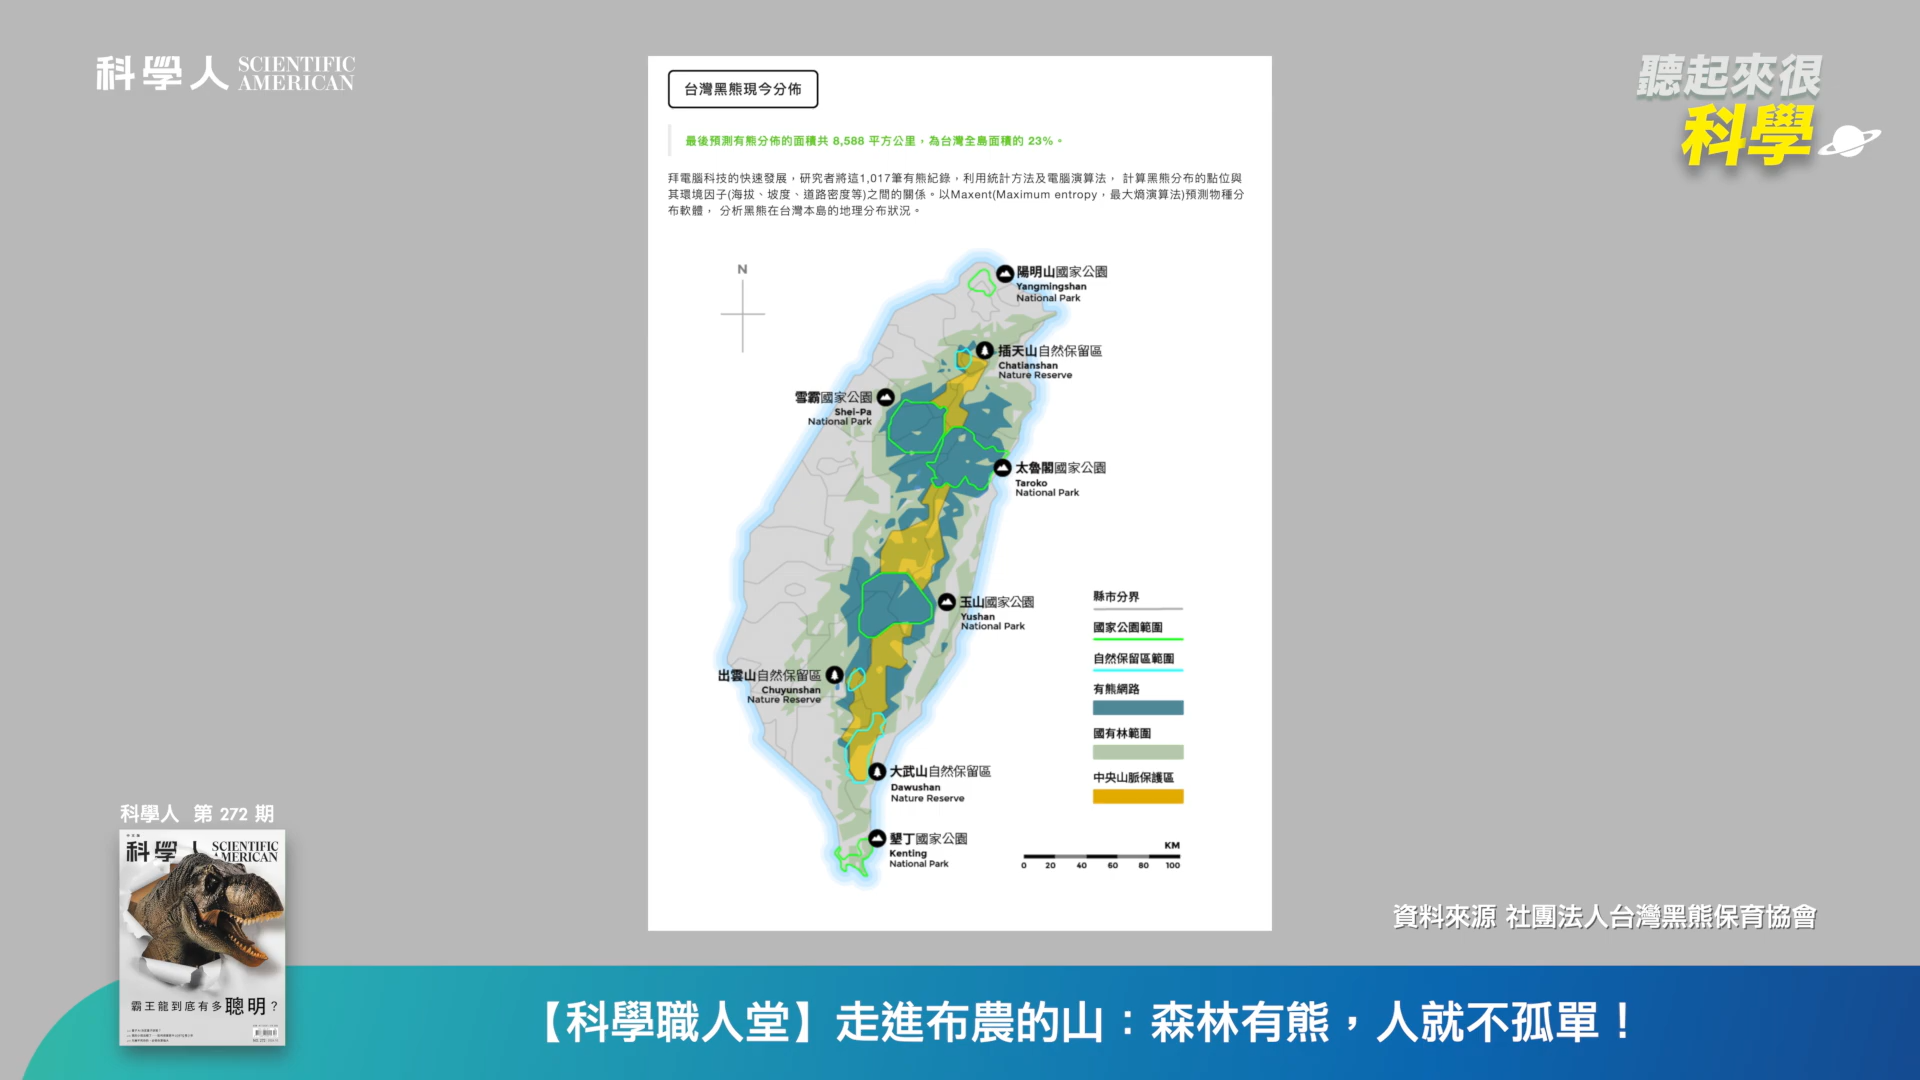 科學人 SCIENTIFIC AMERICAN
聽起來很
科學
台灣黑熊現今分佈
最後預測有熊分佈的面積共 8,588 平方公里，為台灣全島面積的 23%。
拜電腦科技的快速發展，研究者將這1,017筆有熊紀錄，利用統計方法及電腦演算法， 計算黑熊分布的點位與
其環境因子(海拔、坡度、道路密度等)之間的關係。以Maxent(Maximum entropy，最大熵演算法)預測物種分
布軟體， 分析黑熊在台灣本島的地理分布狀況。
N
陽明山國家公園
Yangmingshan
National Park
插天山自然保留區
Chatianshan
Nature Reserve
雪霸國家公園
Shei-Pa
National Park
太魯閣國家公園
Taroko
National Park
玉山國家公園
Yushan
National Park
出雲山自然保留區
Chuyunshan
Nature Reserve
大武山自然保留區
Dawushan
Nature Reserve
墾丁國家公園
Kenting
National Park
縣市分界
國家公園範圍
自然保留區範圍
有熊網路
國有林範圍
中央山脈保護區
KM
0 20 40 60 80 100
資料來源 社團法人台灣黑熊保育協會
科學人 第 272 期
科學人 SCIENTIFIC AMERICAN
霸王龍到底有多聰明？
【科學職人堂】走進布農的山：森林有熊，人就不孤單！